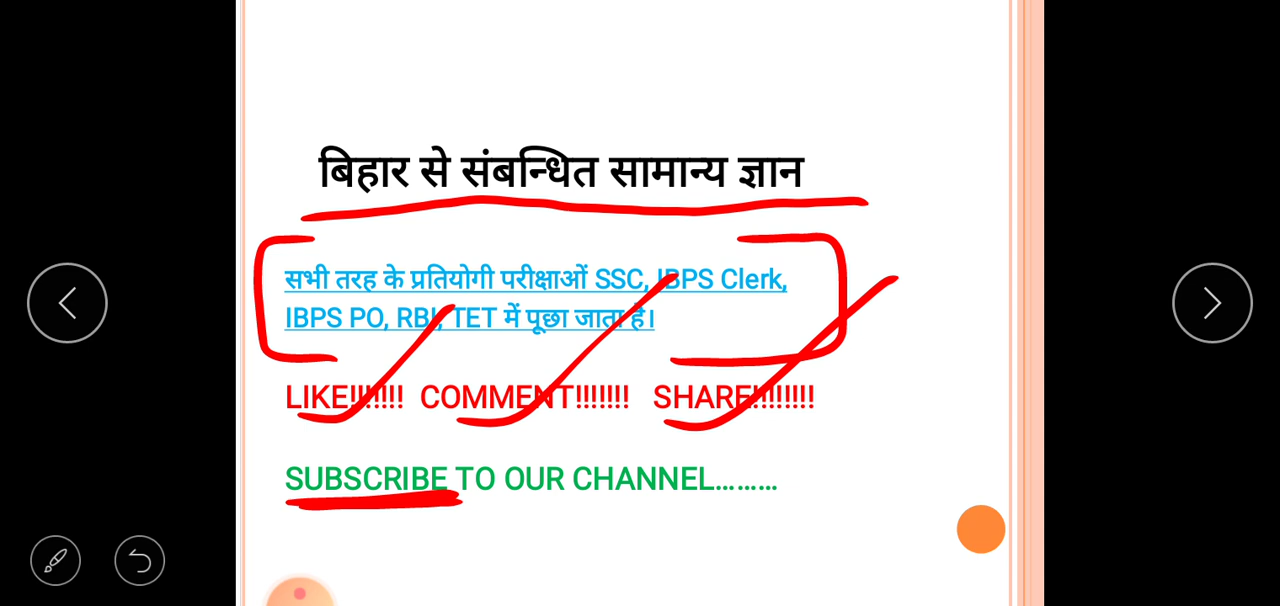 बिहार से संबन्धित सामान्य ज्ञान
सभी तरह के प्रतियोगी परीक्षाओं SSC, IBPS Clerk,
IBPS PO, RBI, TET में पूछा जाता है।
LIKE!!!!!!! COMMENT!!!!!!! SHARE!!!!!!!!
SUBSCRIBE TO OUR CHANNEL.........